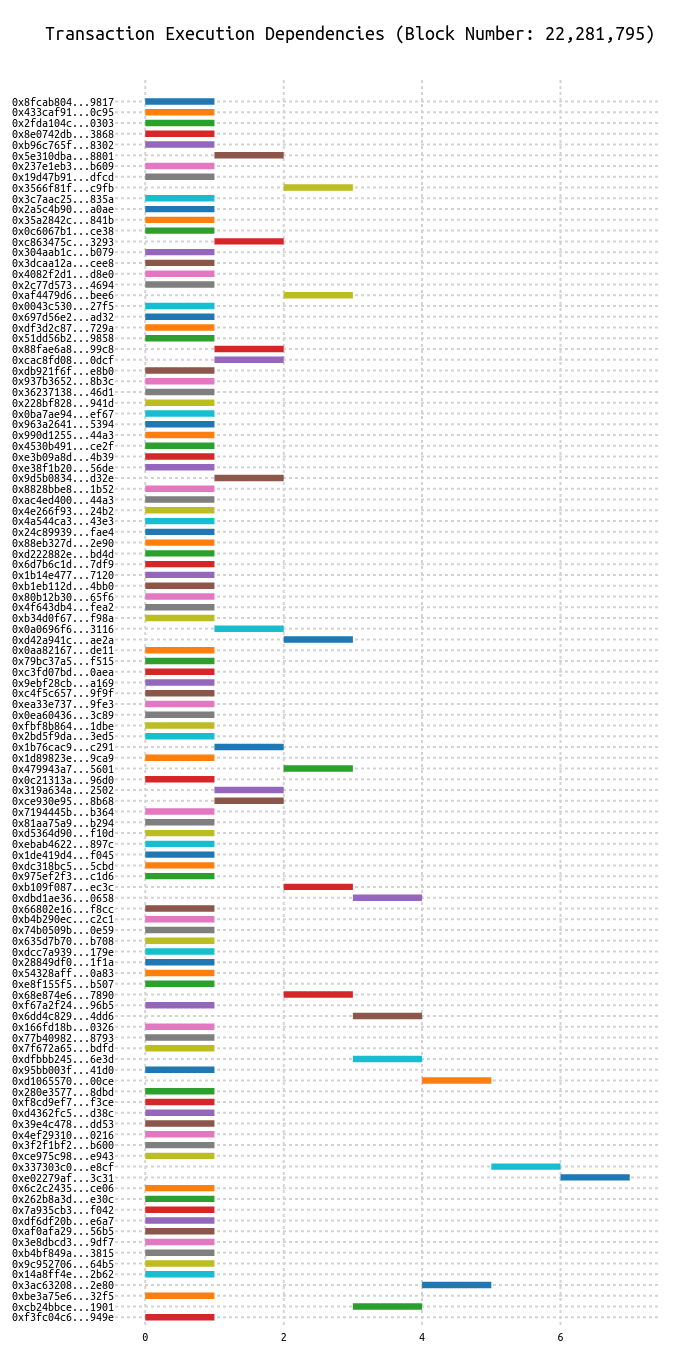 Transaction Execution Dependencies (Block Number: 22,281,795)
0x8fcab804...9817
0x433caf91...0c95
0x2fda104c...0303
0x8e0742db...3868
0xb96c765f...8302
0x5e310dba...8801
0x237e1eb3...b609
0x19d47b91...dfcd
0x3566f81f...c9fb
0x3c7aac25...835a
0x2a5c4b90...a0ae
0x35a2842c...841b
0x0c6067b1...ce38
0xc863475c...3293
0x304aab1c...b079
0x3dcaa12a...cee8
0x4082f2d1...d8e0
0x2c77d573...4694
0xaf4479d6...bee6
0x0043c530...27f5
0x697d56e2...ad32
0xdf3d2c87...729a
0x51dd56b2...9858
0x88fae6a8...99c8
0xcac8fd08...0dcf
0xdb921f6f...e8b0
0x937b3652...8b3c
0x36237138...46d1
0x228bf828...941d
0x0ba7ae94...ef67
0x963a2641...5394
0x990d1255...44a3
0x4530b491...ce2f
0xe3b09a8d...4b39
0xe38f1b20...56de
0x9d5b0834...d32e
0x8828bbe8...1b52
0xac4ed400...44a3
0x4e266f93...24b2
0x4a544ca3...43e3
0x24c89939...fae4
0x88eb327d...2e90
0xd222882e...bd4d
0x6d7b6c1d...7df9
0x1b14e477...7120
0xb1eb112d...4bb0
0x80b12b30...65f6
0x4f643db4...fea2
0xb34d0f67...f98a
0x0a0696f6...3116
0xd42a941c...ae2a
0x0aa82167...de11
0x79bc37a5...f515
0xc3fd07bd...0aea
0x9ebf28cb...a169
0xc4f5c657...9f9f
0xea33e737...9fe3
0x0ea60436...3c89
0xfbf8b864...1dbe
0x2bd5f9da...3ed5
0x1b76cac9...c291
0x1d89823e...9ca9
0x479943a7...5601
0x0c21313a...96d0
0x319a634a...2502
0xce930e95...8b68
0x7194445b...b364
0x81aa75a9...b294
0xd5364d90...f10d
0xebab4622...897c
0x1de419d4...f045
0xdc318bc5...5cbd
0x975ef2f3...c1d6
0xb109f087...ec3c
0xdbd1ae36...0658
0x66802e16...f8cc
0xb4b290ec...c2c1
0x74b0509b...0e59
0x635d7b70...b708
0xdcc7a939...179e
0x28849df0...1f1a
0x54328aff...0a83
0xe8f155f5...b507
0x68e874e6...7890
0xf67a2f24...96b5
0x6dd4c829...4dd6
0x166fd18b...0326
0x77b40982...8793
0x7f672a65...bdfd
0xdfbbb245...6e3d
0x95bb003f...41d0
0xd1065570...00ce
0x280e3577...8dbd
0xf8cd9ef7...f3ce
0xd4362fc5...d38c
0x39e4c478...dd53
0x4ef29310...0216
0x3f2f1bf2...b600
0xce975c98...e943
0x337303c0...e8cf
0xe02279af...3c31
0x6c2c2435...ce06
0x262b8a3d...e30c
0x7a935cb3...f042
0xdf6df20b...e6a7
0xaf0afa29...56b5
0x3e8dbcd3...9df7
0xb4bf849a...3815
0x9c952706...64b5
0x14a8ff4e...2b62
0x3ac63208...2e80
0xbe3a75e6...32f5
0xcb24bbce...1901
0xf3fc04c6...949e
0 2 4 6